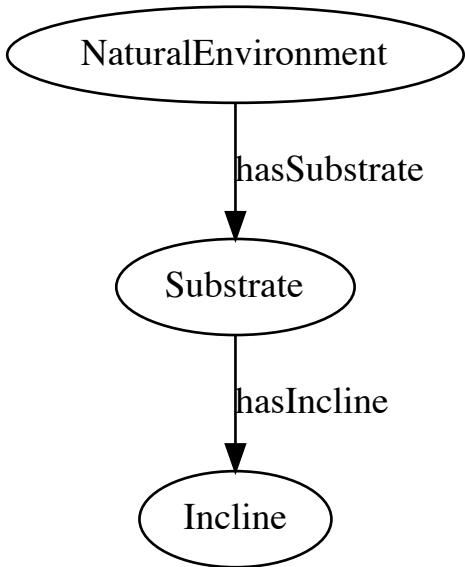 NaturalEnvironment
hasSubstrate
Substrate
hasIncline
Incline